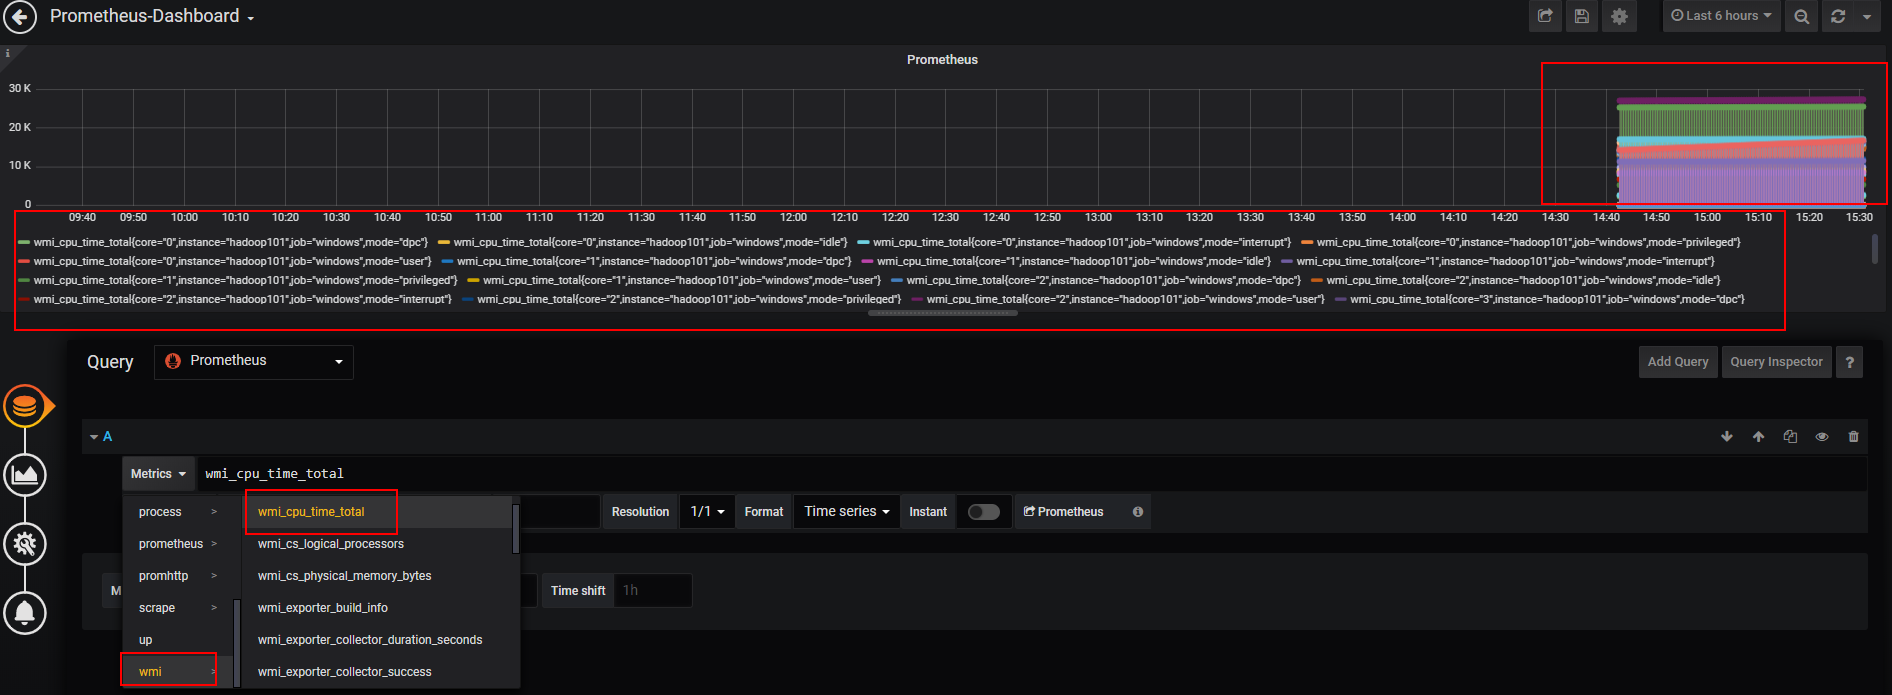 Prometheus-Dashboard
Last 6 hours
i
Prometheus
30 K
20 K
10 K
0
09:40 09:50 10:00 10:10 10:20 10:30 10:40 10:50 11:00 11:10 11:20 11:30 11:40 11:50 12:00 12:10 12:20 12:30 12:40 12:50 13:00 13:10 13:20 13:30 13:40 13:50 14:00 14:10 14:20 14:30 14:40 14:50 15:00 15:10 15:20 15:30
wmi_cpu_time_total{core="0",instance="hadoop101",job="windows",mode="dpc"} wmi_cpu_time_total{core="0",instance="hadoop101",job="windows",mode="idle"} wmi_cpu_time_total{core="0",instance="hadoop101",job="windows",mode="interrupt"} wmi_cpu_time_total{core="0",instance="hadoop101",job="windows",mode="privileged"}
wmi_cpu_time_total{core="0",instance="hadoop101",job="windows",mode="user"} wmi_cpu_time_total{core="1",instance="hadoop101",job="windows",mode="dpc"} wmi_cpu_time_total{core="1",instance="hadoop101",job="windows",mode="idle"} wmi_cpu_time_total{core="1",instance="hadoop101",job="windows",mode="interrupt"}
wmi_cpu_time_total{core="1",instance="hadoop101",job="windows",mode="privileged"} wmi_cpu_time_total{core="1",instance="hadoop101",job="windows",mode="user"} wmi_cpu_time_total{core="2",instance="hadoop101",job="windows",mode="dpc"} wmi_cpu_time_total{core="2",instance="hadoop101",job="windows",mode="idle"}
wmi_cpu_time_total{core="2",instance="hadoop101",job="windows",mode="interrupt"} wmi_cpu_time_total{core="2",instance="hadoop101",job="windows",mode="privileged"} wmi_cpu_time_total{core="2",instance="hadoop101",job="windows",mode="user"} wmi_cpu_time_total{core="3",instance="hadoop101",job="windows",mode="dpc"}
Query Prometheus Add Query Query Inspector ?
A
Metrics wmi_cpu_time_total
process > wmi_cpu_time_total Resolution 1/1 Format Time series Instant Prometheus
prometheus > wmi_cs_logical_processors
promhttp > wmi_cs_physical_memory_bytes
M Time shift 1h
scrape > wmi_exporter_build_info
up wmi_exporter_collector_duration_seconds
wmi > wmi_exporter_collector_success